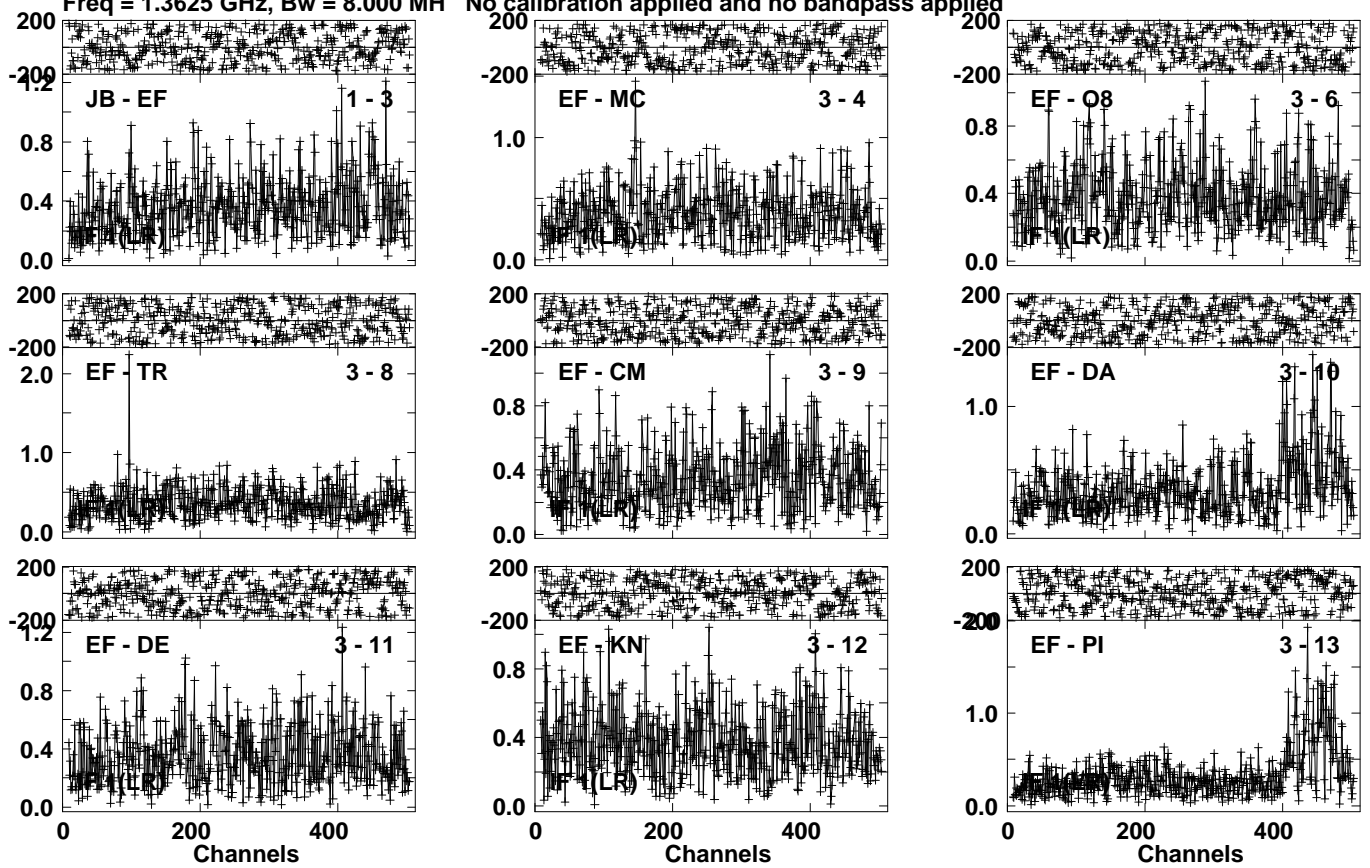 Freq = 1.3625 GHz, Bw = 8.000 MH No calibration applied and no bandpass applied
200
-200
1.2
0.8
0.4
0.0
JB - EF
1 - 3
IF 1(LR)
200
-200
1.0
0.0
EF - MC
3 - 4
IF 1(LR)
200
-200
0.8
0.4
0.0
EF - O8
3 - 6
IF 1(LR)
200
-200
2.0
1.0
0.0
EF - TR
3 - 8
IF 1(LR)
200
-200
0.8
0.4
0.0
EF - CM
3 - 9
IF 1(LR)
200
-200
1.0
0.0
EF - DA
3 - 10
IF 1(LR)
200
-200
1.2
0.8
0.4
0.0
EF - DE
3 - 11
IF 1(LR)
0 200 400
Channels
200
-200
0.8
0.4
0.0
EF - KN
3 - 12
IF 1(LR)
0 200 400
Channels
200
-200
2.0
1.0
0.0
EF - PI
3 - 13
IF 1(LR)
0 200 400
Channels